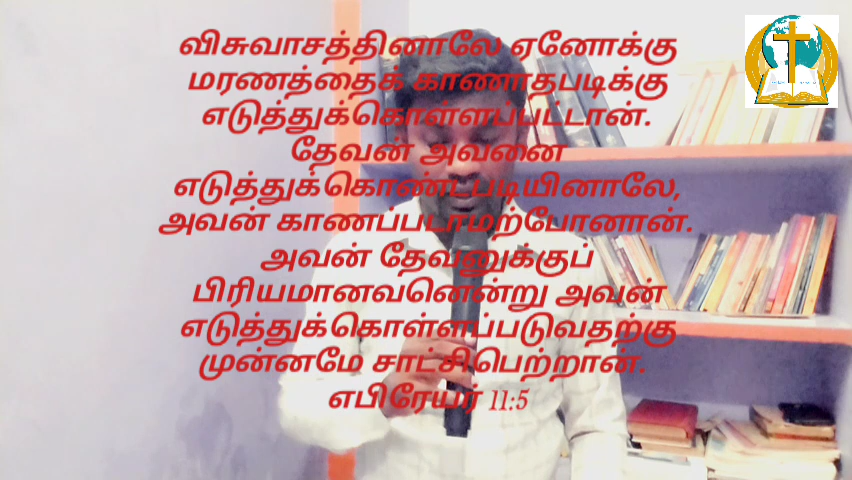 விசுவாசத்தினாலே ஏனோக்கு
மரணத்தைக் காணாதபடிக்கு
எடுத்துக்கொள்ளப்பட்டான்.
தேவன் அவனை
எடுத்துக்கொண்டபடியினாலே,
அவன் காணப்படாமற்போனான்.
அவன் தேவனுக்குப்
பிரியமானவனென்று அவன்
எடுத்துக்கொள்ளப்படுவதற்கு
முன்னமே சாட்சிபெற்றான்.
எபிரேயர் 11:5